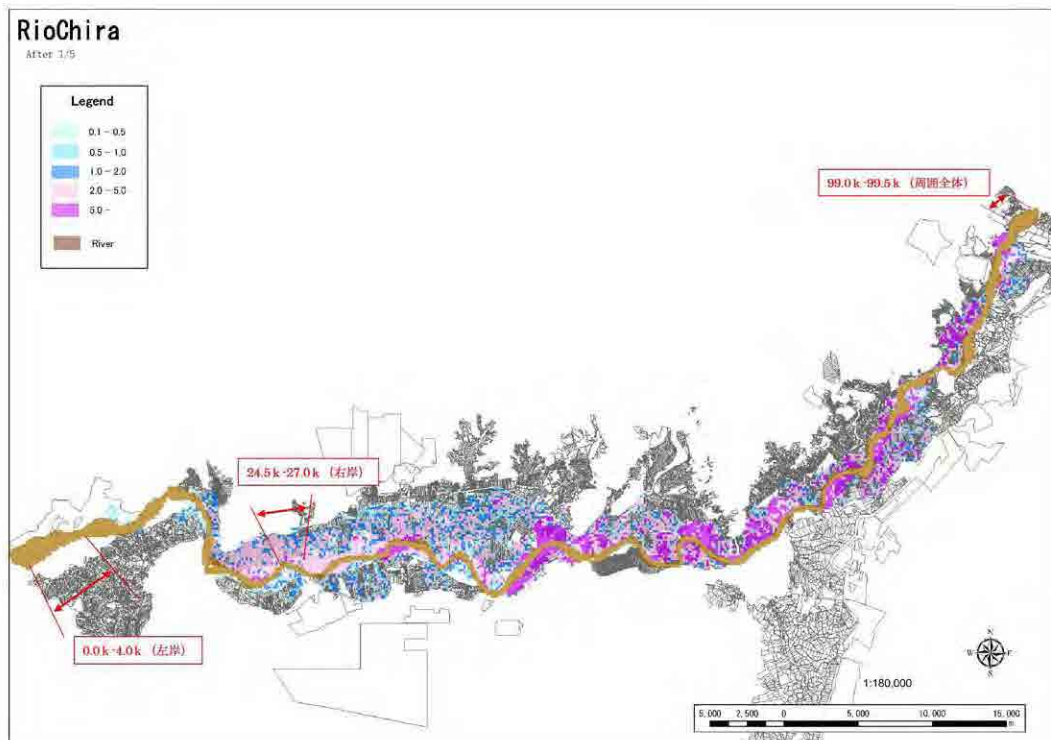 RioChira
After 1/5
Legend
0.1 - 0.5
0.5 - 1.0
1.0 - 2.0
2.0 - 5.0
5.0 -
River
99.0k-99.5k (周囲全体)
24.5k-27.0k (右岸)
0.0k-4.0k (左岸)
N
W
S
1:180,000
5,000 2,500 0 5,000 10,000 15,000
m